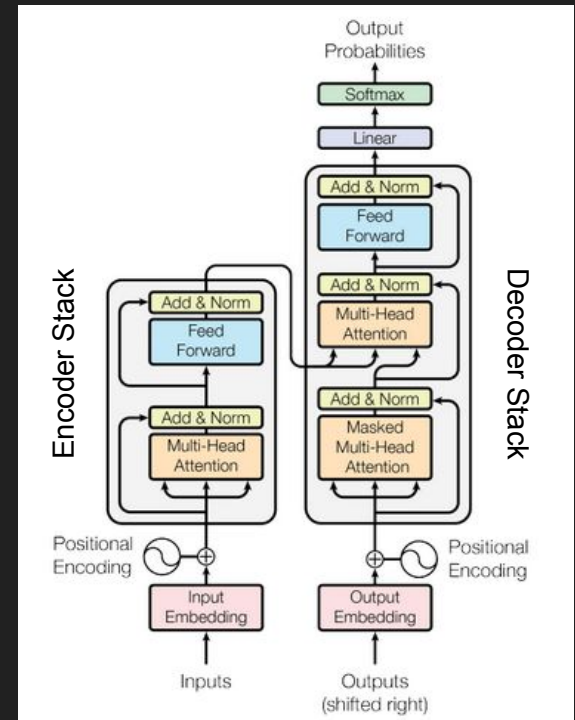 Output
Probabilities
Softmax
Linear
Add & Norm
Feed
Forward
Add & Norm
Multi-Head
Attention
Add & Norm
Masked
Multi-Head
Attention
Decoder Stack
Encoder Stack
Add & Norm
Feed
Forward
Add & Norm
Multi-Head
Attention
Positional
Encoding
Positional
Encoding
Input
Embedding
Output
Embedding
Inputs
Outputs
(shifted right)